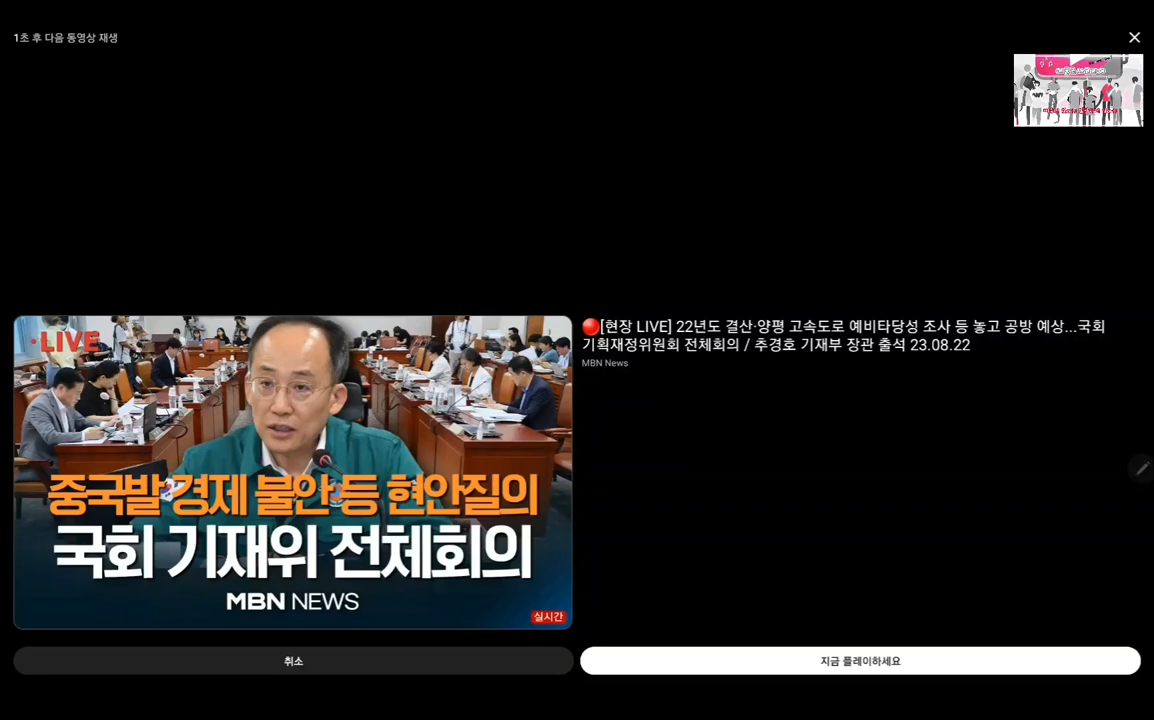 1초 후 다음 동영상 재생
LIVE
중국발 경제 불안 등 현안질의
국회 기재위 전체회의
MBN NEWS
실시간
[현장 LIVE] 22년도 결산·양평 고속도로 예비타당성 조사 등 놓고 공방 예상...국회
기획재정위원회 전체회의 / 추경호 기재부 장관 출석 23.08.22
MBN News
취소
지금 플레이하세요